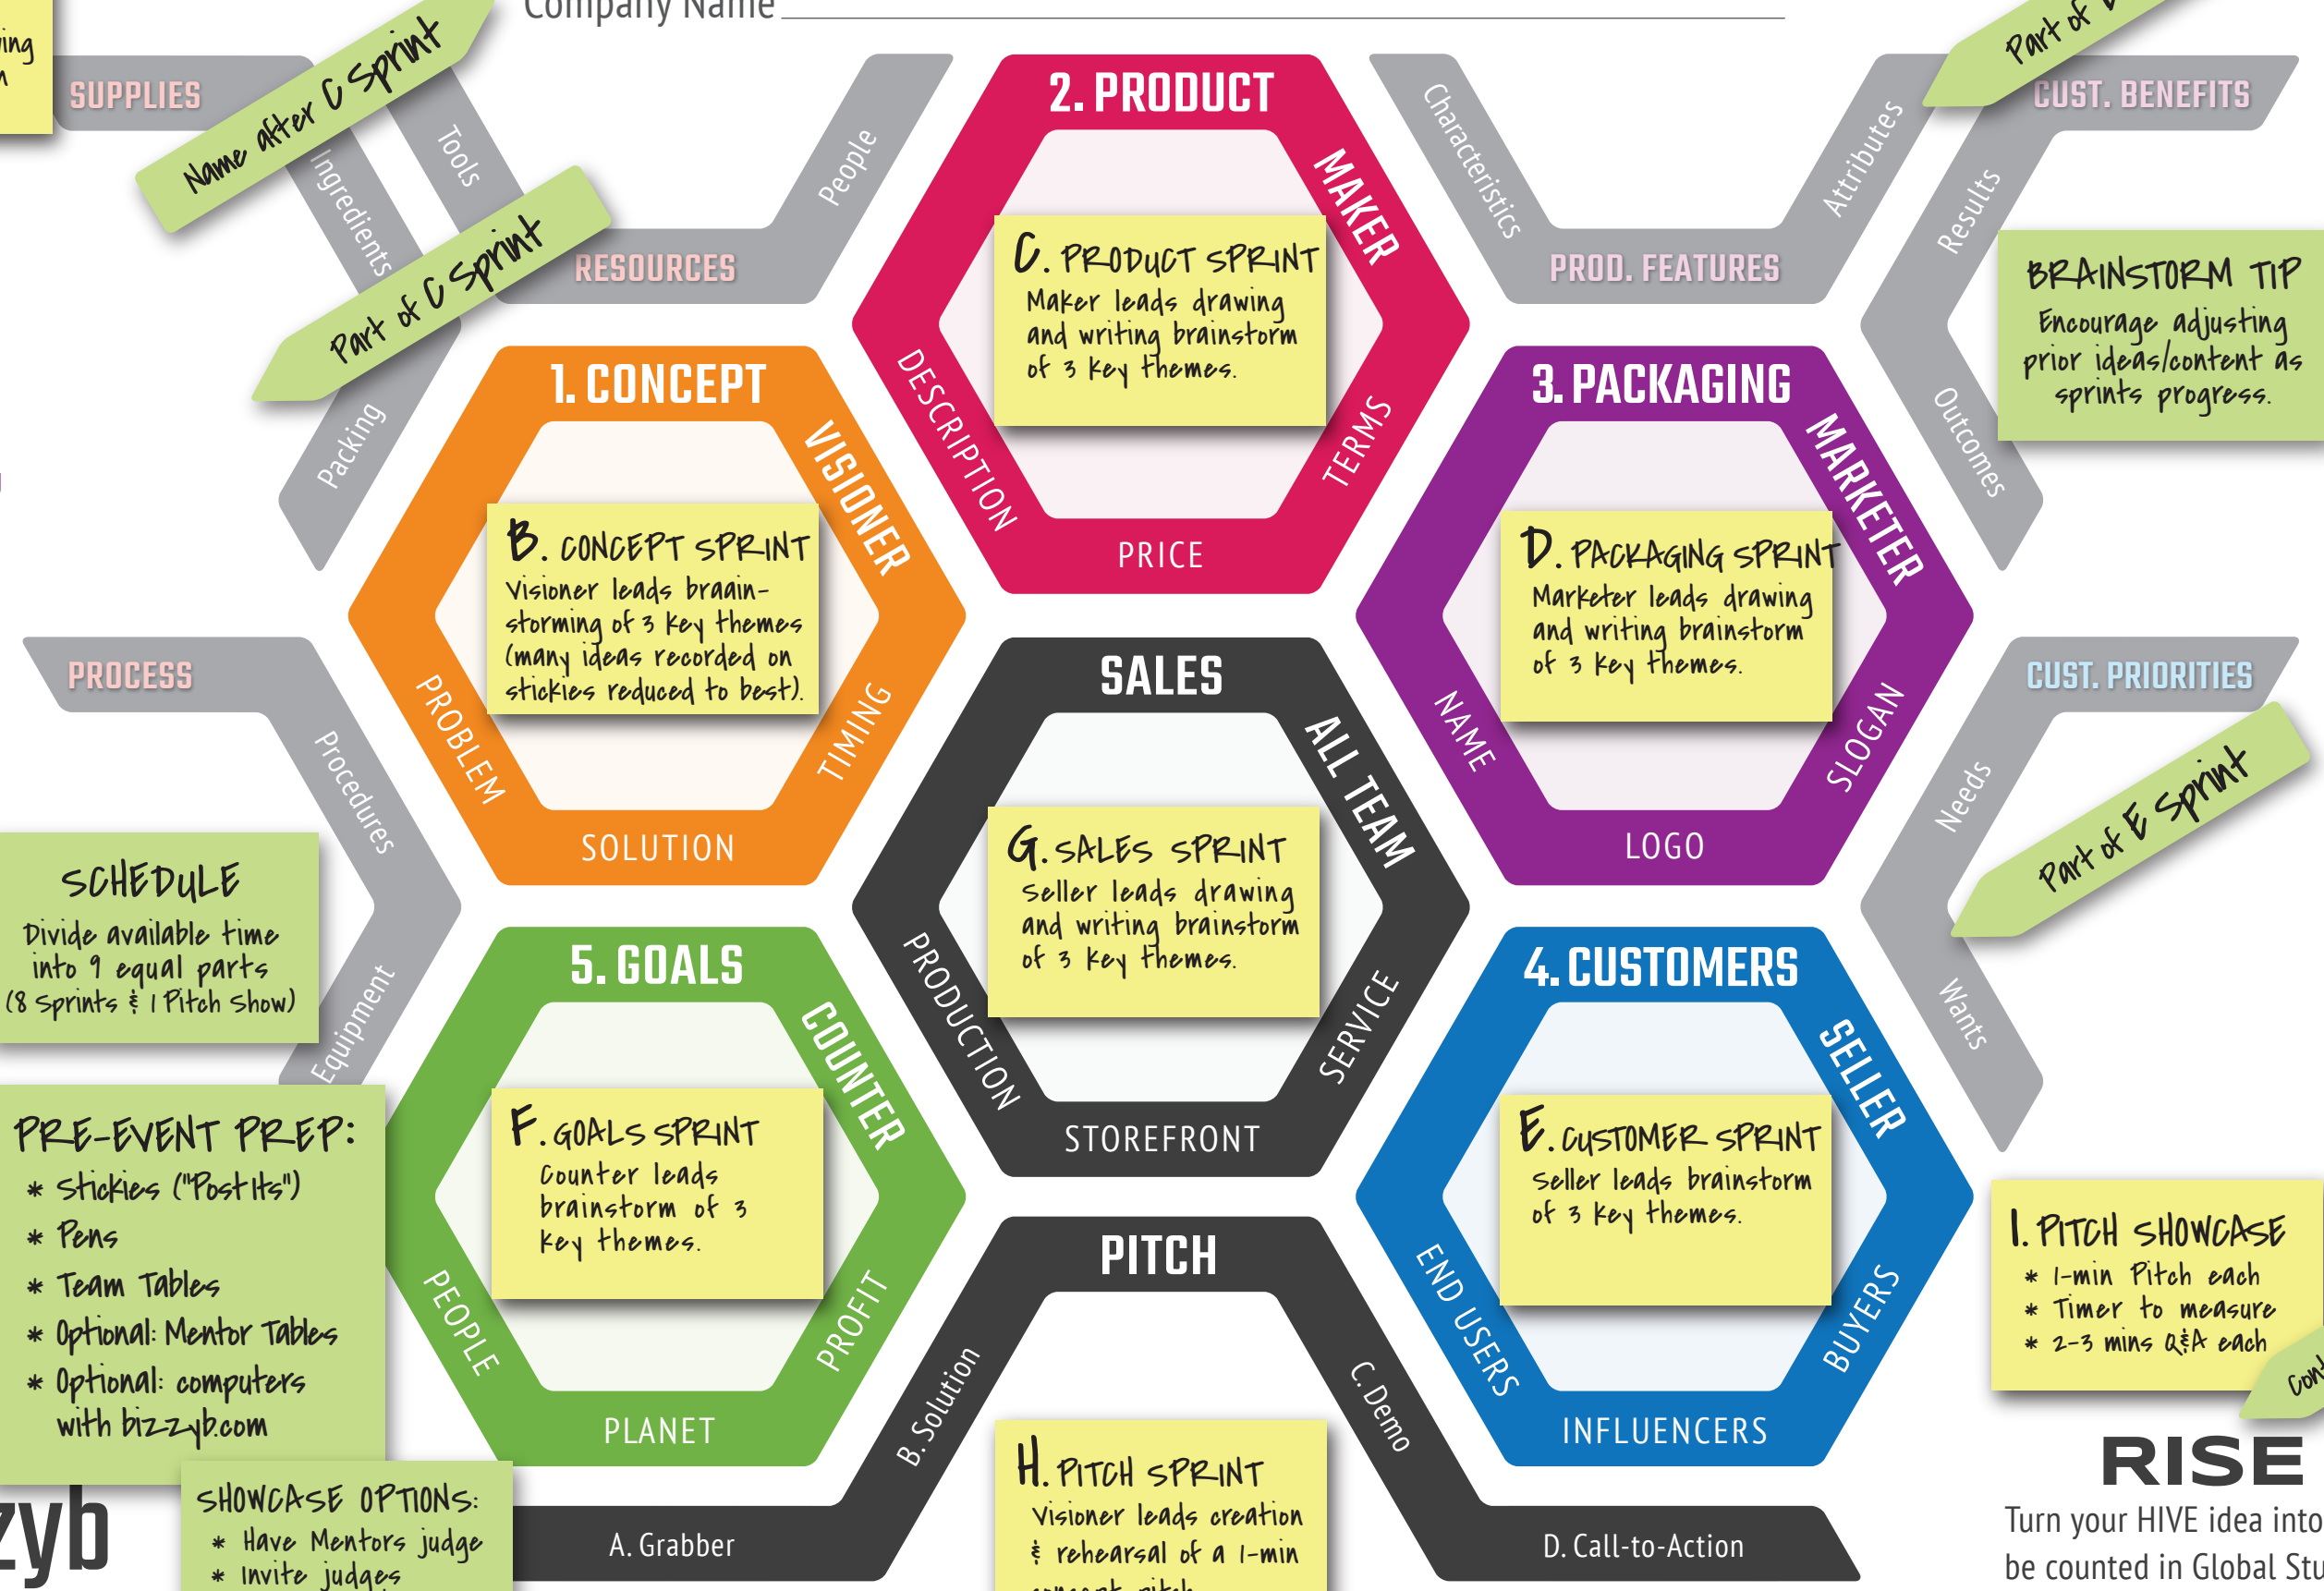 Company Name
SUPPLIES
Name after C Sprint
Ingredients
Tools
Part of C Sprint
Packing
RESOURCES
People
2. PRODUCT
MAKER
DESCRIPTION
PRICE
TERMS
C. PRODUCT SPRINT
Maker leads drawing
and writing brainstorm
of 3 key themes.
Characteristics
PROD. FEATURES
Attributes
Part of
CUST. BENEFITS
Results
Outcomes
BRAINSTORM TIP
Encourage adjusting
prior ideas/content as
sprints progress.
1. CONCEPT
VISIONER
PROBLEM
SOLUTION
TIMING
B. CONCEPT SPRINT
Visioner leads braain-
storming of 3 key themes
(many ideas recorded on
stickies reduced to best).
3. PACKAGING
MARKETER
NAME
LOGO
SLOGAN
D. PACKAGING SPRINT
Marketer leads drawing
and writing brainstorm
of 3 key themes.
PROCESS
Procedures
Equipment
SCHEDULE
Divide available time
into 9 equal parts
(8 Sprints & 1 Pitch Show)
SALES
ALL TEAM
PRODUCTION
STOREFRONT
SERVICE
G. SALES SPRINT
Seller leads drawing
and writing brainstorm
of 3 key themes.
CUST. PRIORITIES
Needs
Wants
Part of E Sprint
5. GOALS
COUNTER
PEOPLE
PLANET
PROFIT
F. GOALS SPRINT
Counter leads
brainstorm of 3
key themes.
4. CUSTOMERS
SELLER
END USERS
INFLUENCERS
BUYERS
E. CUSTOMER SPRINT
Seller leads brainstorm
of 3 key themes.
PRE-EVENT PREP:
* Stickies ("Post Its")
* Pens
* Team Tables
* Optional: Mentor Tables
* Optional: computers
with bizzyb.com
SHOWCASE OPTIONS:
* Have Mentors judge
* Invite judges
PITCH
A. Grabber
B. Solution
C. Demo
D. Call-to-Action
H. PITCH SPRINT
Visioner leads creation
& rehearsal of a 1-min
concept pitch
I. PITCH SHOWCASE
* 1-min Pitch each
* Timer to measure
* 2-3 mins Q&A each
zyb
RISE
Turn your HIVE idea into
be counted in Global